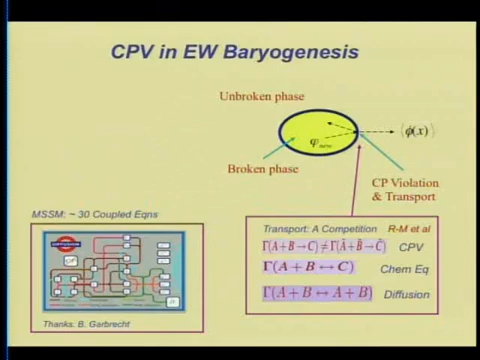 CPV in EW Baryogenesis
Unbroken phase
⟨ϕ(x)⟩
φnew
Broken phase
CP Violation
& Transport
MSSM: ~ 30 Coupled Eqns
Transport: A Competition R-M et al
Γ(A+B→C) ≠ Γ(Ā+B̄→C̄) CPV
Γ(A + B ↔ C) Chem Eq
Γ(A + B ↔ A + B) Diffusion
Thanks: B. Garbrecht